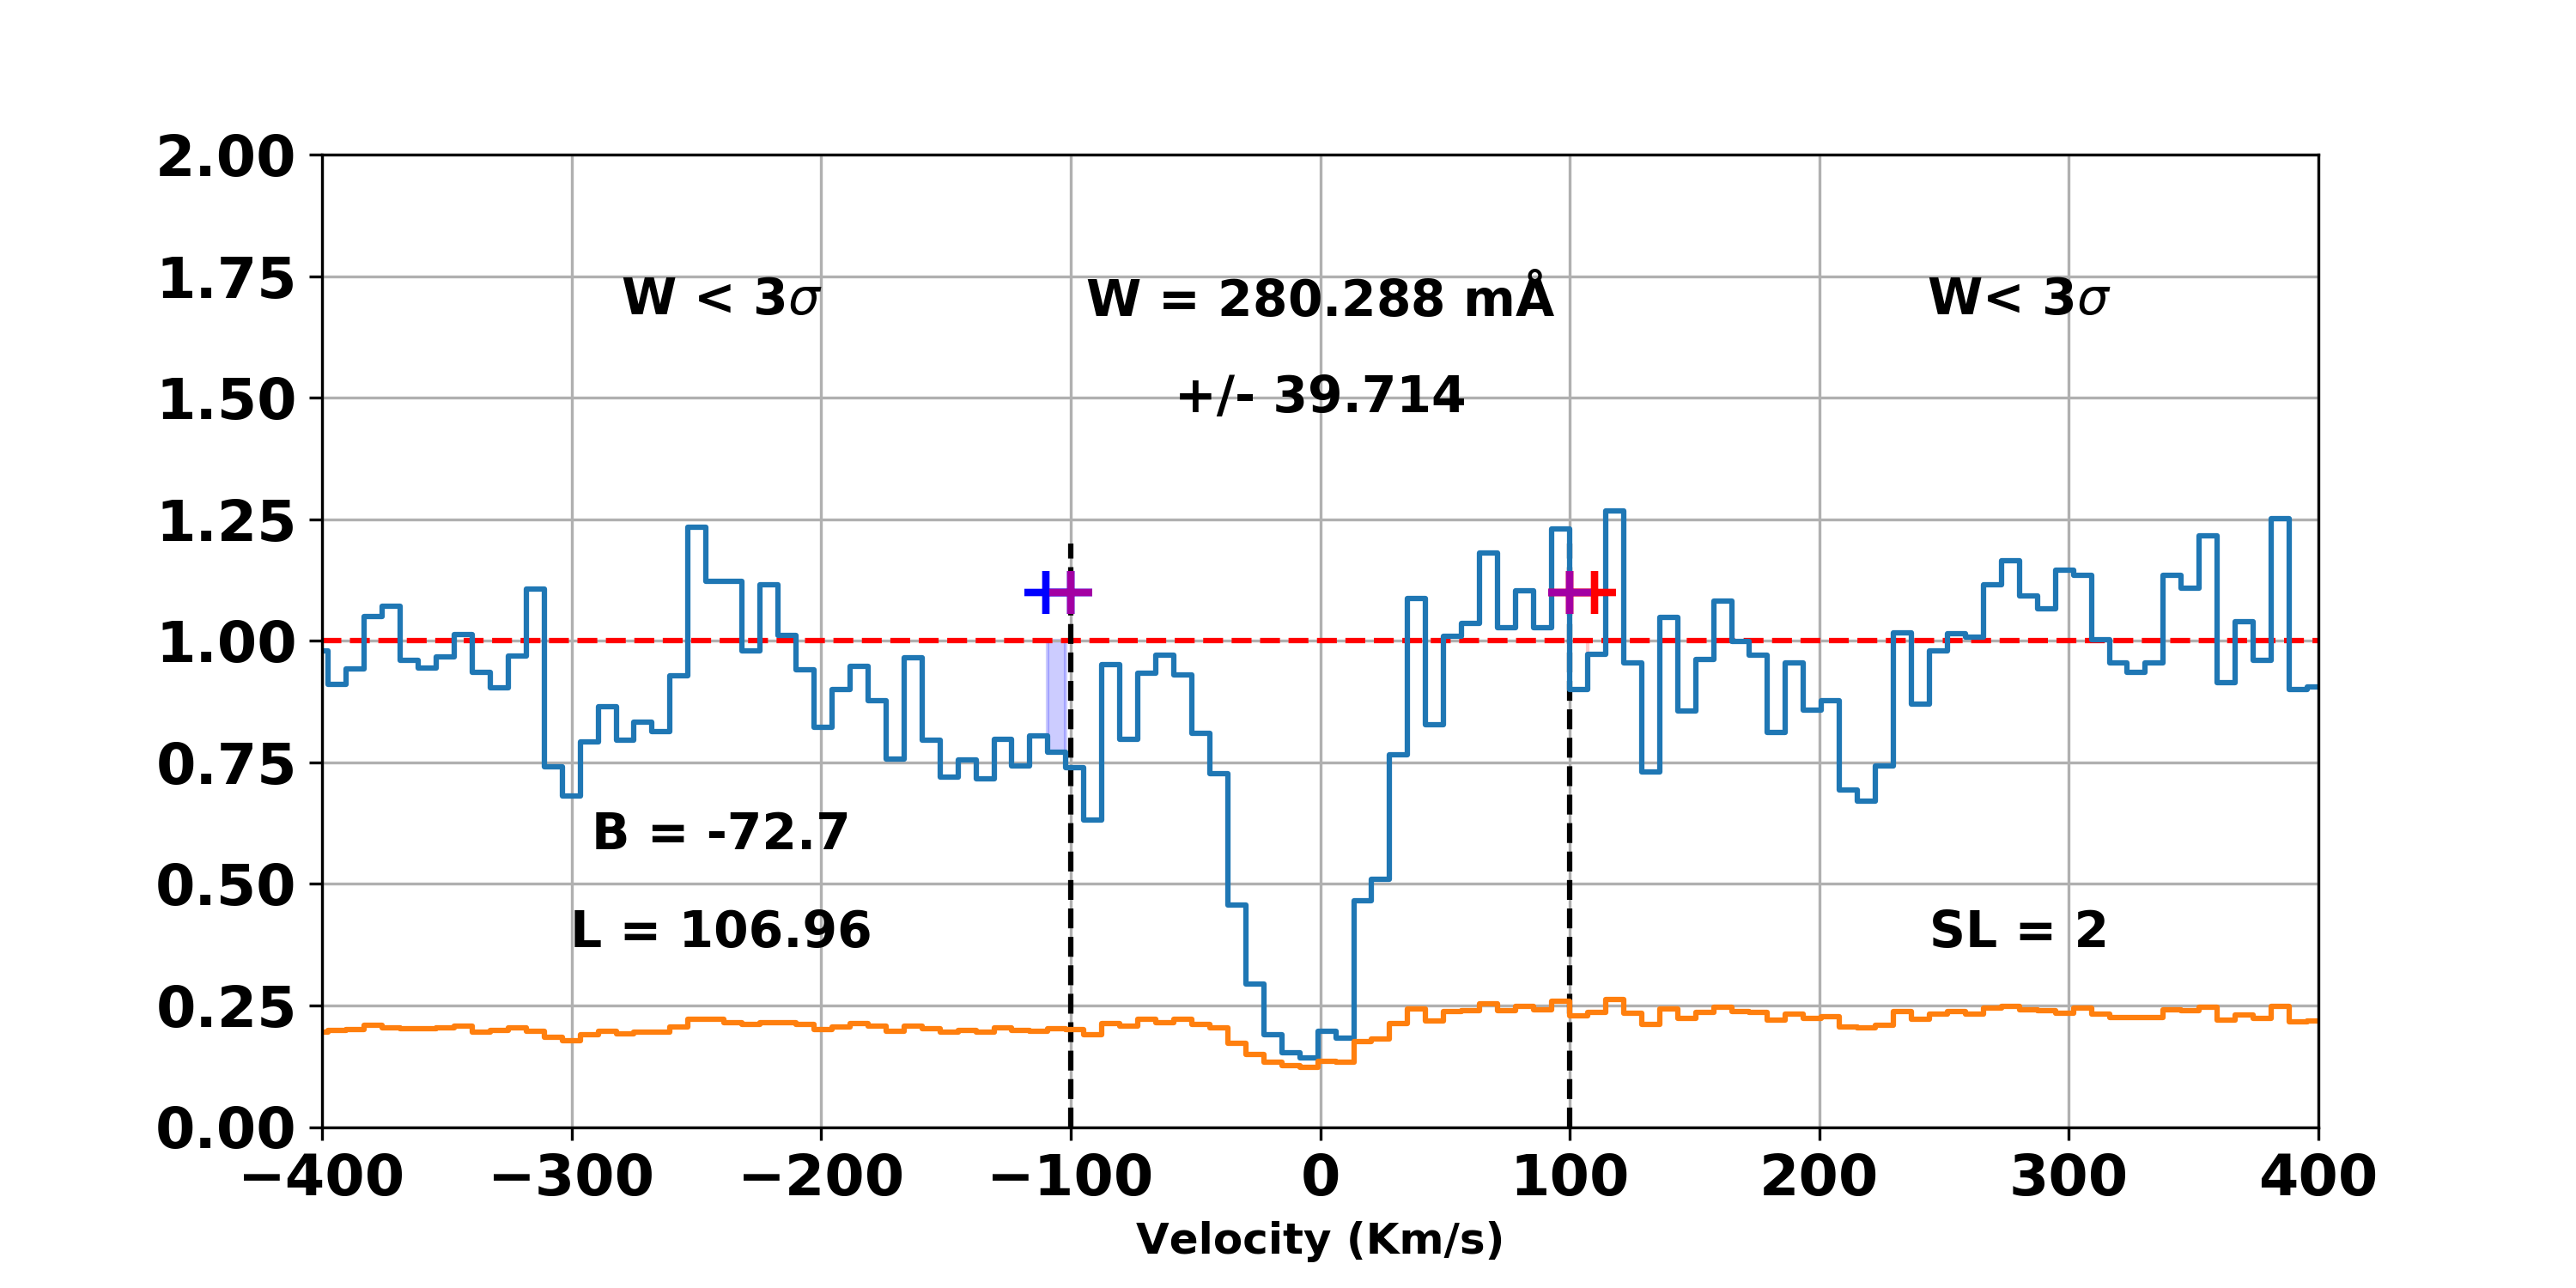 2.00
1.75
1.50
1.25
1.00
0.75
0.50
0.25
0.00
W < 3σ
W = 280.288 mÅ
+/- 39.714
W< 3σ
B = -72.7
L = 106.96
SL = 2
−400 −300 −200 −100 0 100 200 300 400
Velocity (Km/s)